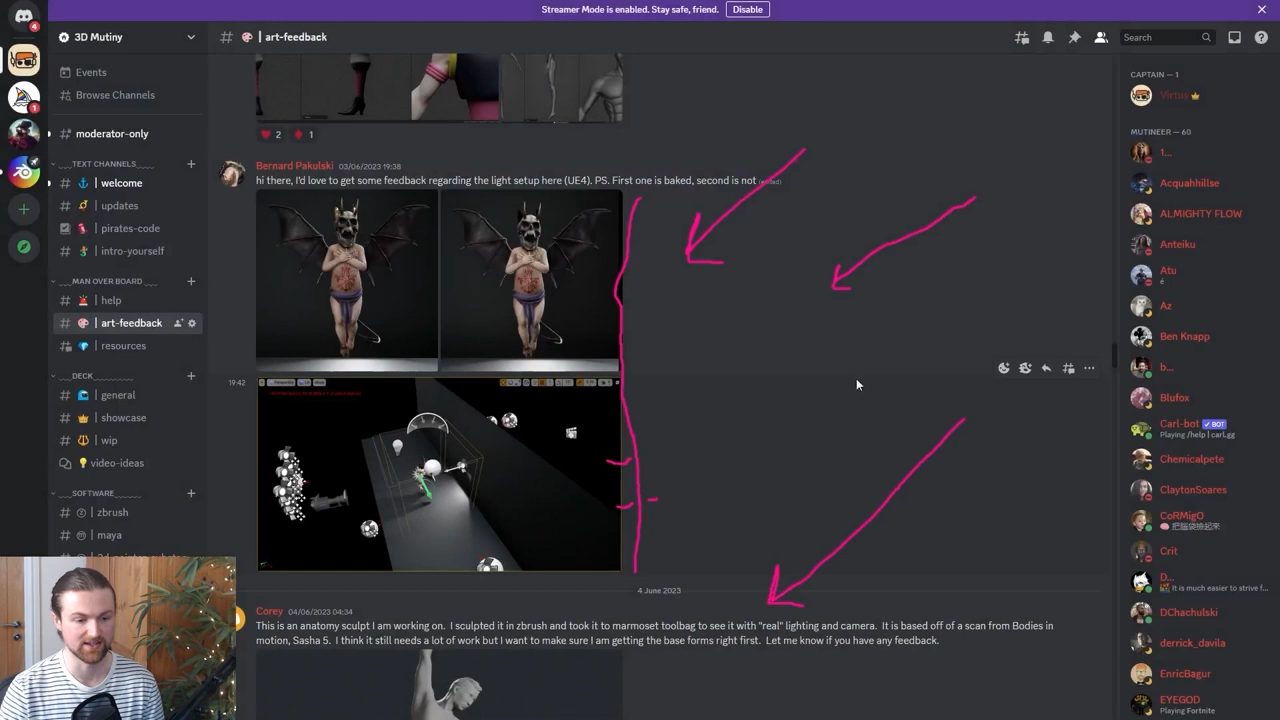 Streamer Mode is enabled. Stay safe, friend.
Disable
4
3D Mutiny
# | art-feedback
Search
Events
Browse Channels
1
# moderator-only
2
1
TEXT CHANNELS
| welcome
| updates
| pirates-code
| intro-yourself
MAN OVER BOARD
| help
| art-feedback
| resources
DECK
| general
| showcase
| wip
video-ideas
SOFTWARE
| zbrush
| maya
Bernard Pakulski 03/06/2023 19:38
hi there, I'd love to get some feedback regarding the light setup here (UE4). PS. First one is baked, second is not (edited)
19:42
4 June 2023
Corey 04/06/2023 04:34
This is an anatomy sculpt I am working on. I sculpted it in zbrush and took it to marmoset toolbag to see it with "real" lighting and camera. It is based off of a scan from Bodies in
motion, Sasha 5. I think it still needs a lot of work but I want to make sure I am getting the base forms right first. Let me know if you have any feedback.
CAPTAIN — 1
Virtus
MUTINEER — 60
1...
Acquahhillse
ALMIGHTY FLOW
Anteiku
Atu
é
Az
Ben Knapp
b...
Blufox
Carl-bot ✓ BOT
Playing /help | carl.gg
Chemicalpete
ClaytonSoares
CoRMigO
Crit
D...
It is much easier to strive f...
DChachulski
derrick_davila
EnricBagur
EYEGOD
Playing Fortnite